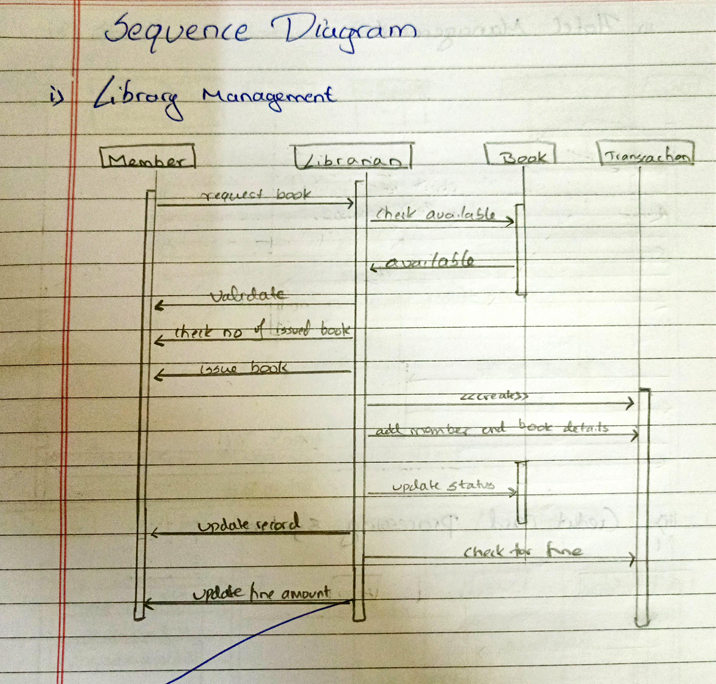 Sequence Diagram
i) Library Management
Member Librarian Book Transaction
request book
check available
available
validate
check no of issued book
issue book
<<create>>
add member and book details
update status
update record
check for fine
update fine amount